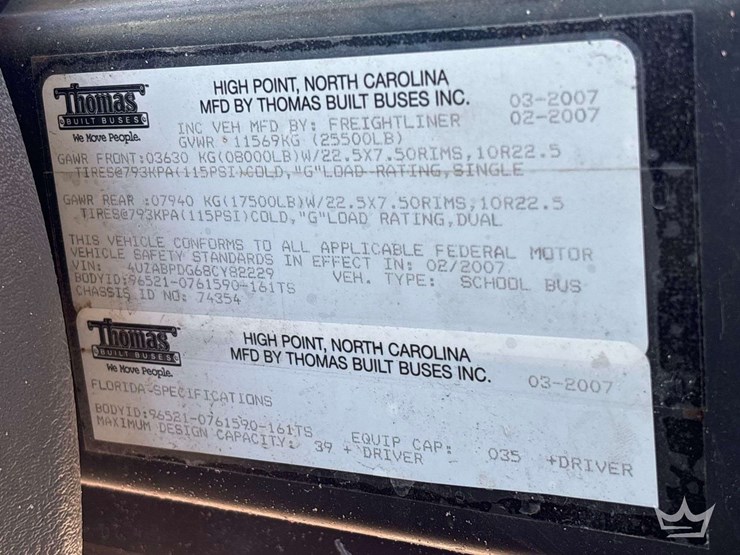 Thomas
BUILT BUSES
We Move People.
HIGH POINT, NORTH CAROLINA
MFD BY THOMAS BUILT BUSES INC. 03-2007
INC VEH MFD BY: FREIGHTLINER 02-2007
GVWR 11569KG (25500LB)
GAWR FRONT:03630 KG(08000LB)W/22.5X7.50RIMS,10R22.5
TIRES@793KPA(115PSI)COLD,"G"LOAD RATING,SINGLE
GAWR REAR :07940 KG(17500LB)W/22.5X7.50RIMS,10R22.5
TIRES@793KPA(115PSI)COLD,"G"LOAD RATING,DUAL
THIS VEHICLE CONFORMS TO ALL APPLICABLE FEDERAL MOTOR
VEHICLE SAFETY STANDARDS IN EFFECT IN: 02/2007
VIN: 4UZABPDG68CY82229 VEH. TYPE: SCHOOL BUS
BODYID:96521-0761590-161TS
CHASSIS ID NO: 74354
Thomas
BUILT BUSES
We Move People.
HIGH POINT, NORTH CAROLINA
MFD BY THOMAS BUILT BUSES INC. 03-2007
FLORIDA SPECIFICATIONS
BODYID:96521-0761590-161TS
MAXIMUM DESIGN CAPACITY: 39 + DRIVER EQUIP CAP: 035 +DRIVER